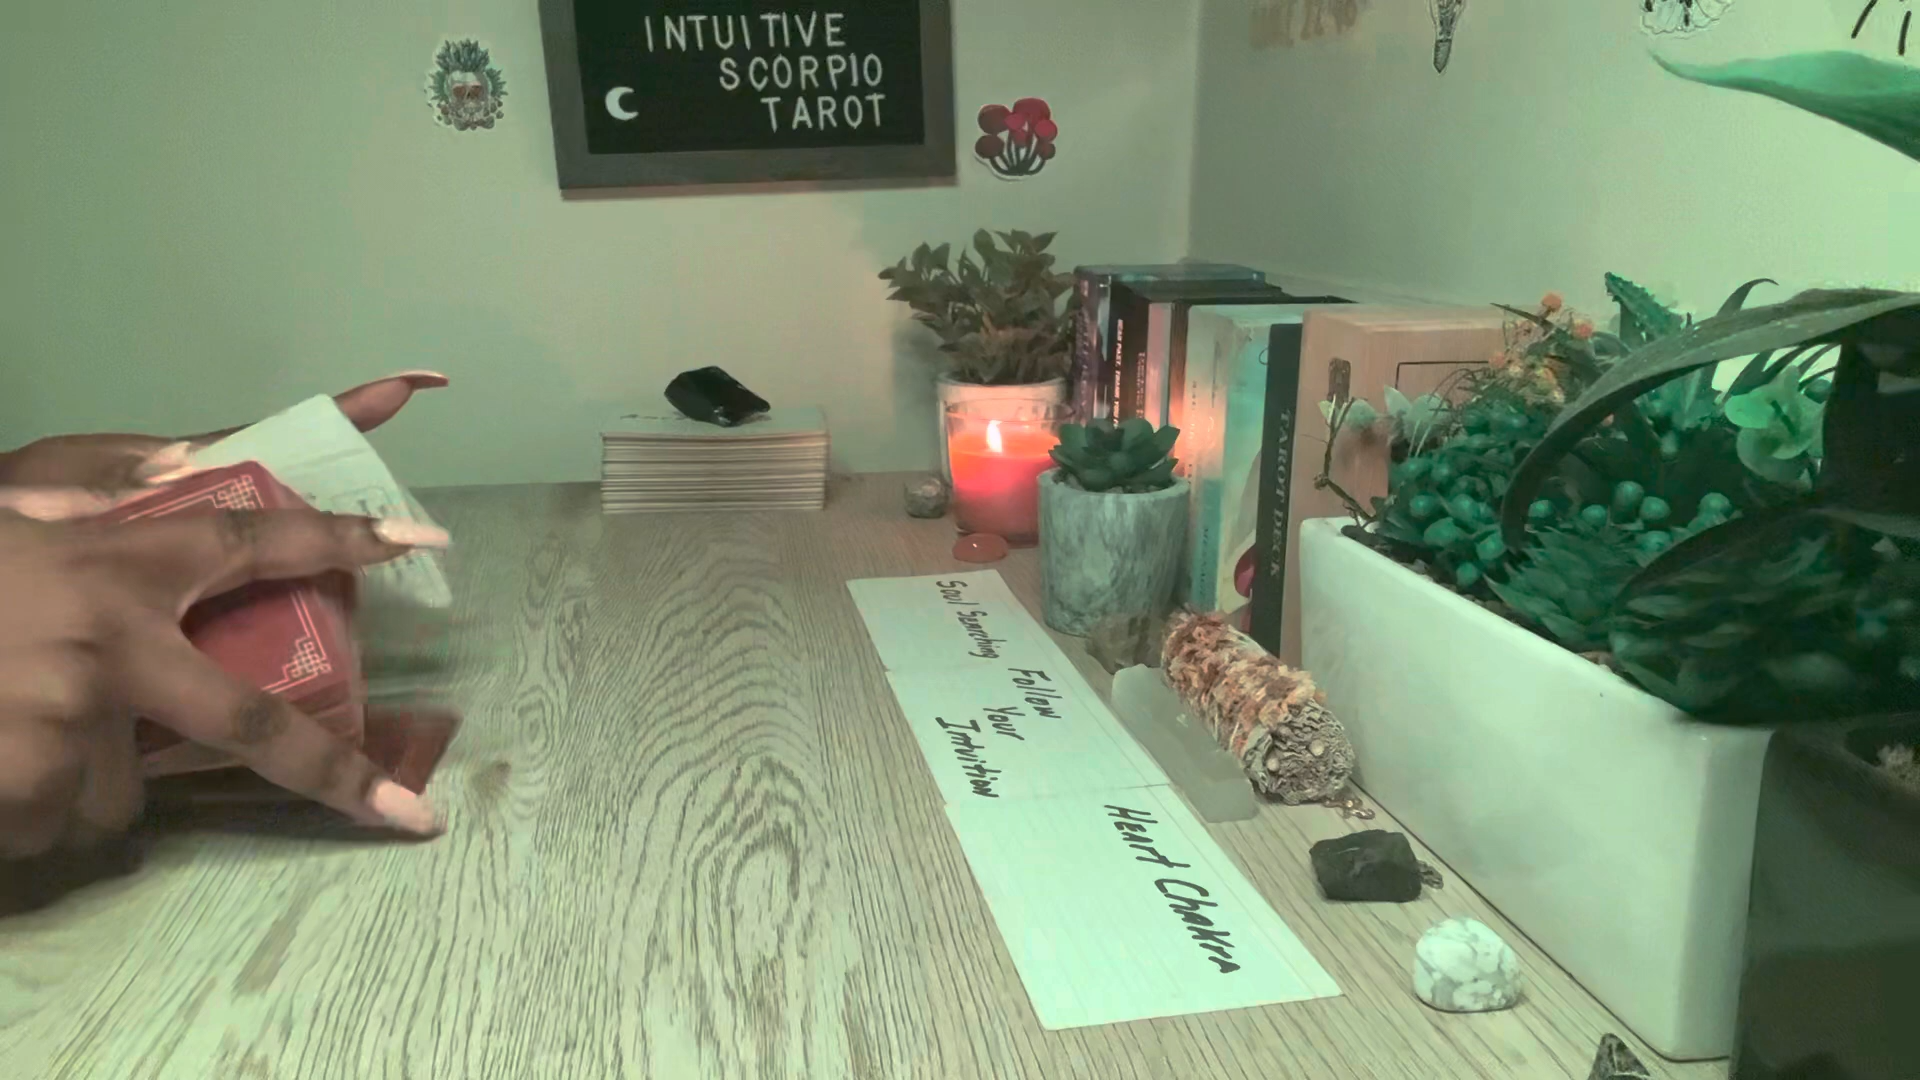 INTUITIVE
SCORPIO
TAROT
Soul Searching
Follow
Your
Intuition
Heart Chakra
TAROT DECK